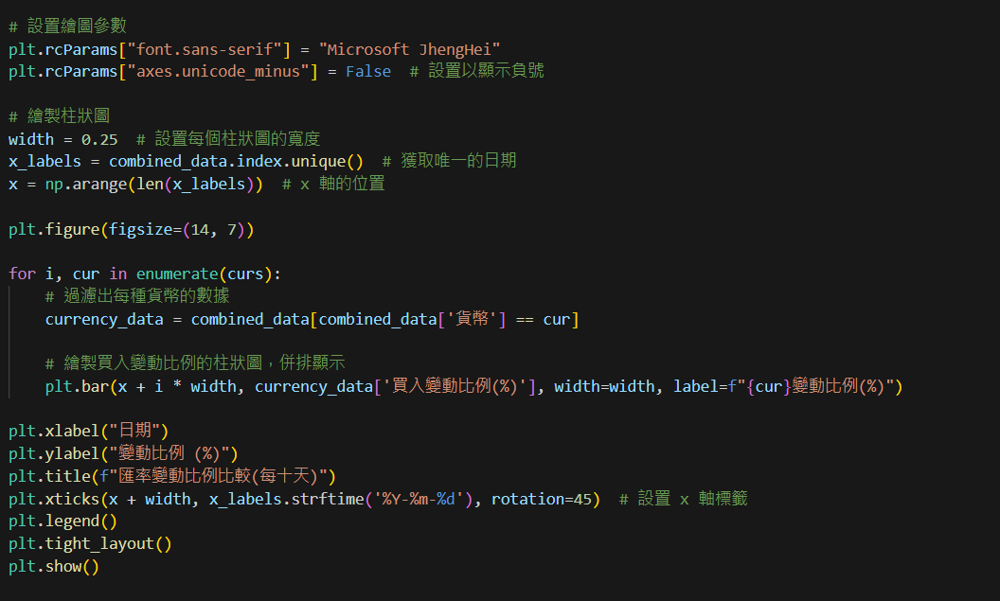 # 設置繪圖參數
plt.rcParams["font.sans-serif"] = "Microsoft JhengHei"
plt.rcParams["axes.unicode_minus"] = False  # 設置以顯示負號
# 繪製柱狀圖
width = 0.25  # 設置每個柱狀圖的寬度
x_labels = combined_data.index.unique()  # 獲取唯一的日期
x = np.arange(len(x_labels))  # x 軸的位置
plt.figure(figsize=(14, 7))
for i, cur in enumerate(curs):
    # 過濾出每種貨幣的數據
    currency_data = combined_data[combined_data['貨幣'] == cur]
    # 繪製買入變動比例的柱狀圖，併排顯示
    plt.bar(x + i * width, currency_data['買入變動比例(%)'], width=width, label=f"{cur}變動比例(%)")
plt.xlabel("日期")
plt.ylabel("變動比例 (%)")
plt.title(f"匯率變動比例比較(每十天)")
plt.xticks(x + width, x_labels.strftime('%Y-%m-%d'), rotation=45)  # 設置 x 軸標籤
plt.legend()
plt.tight_layout()
plt.show()